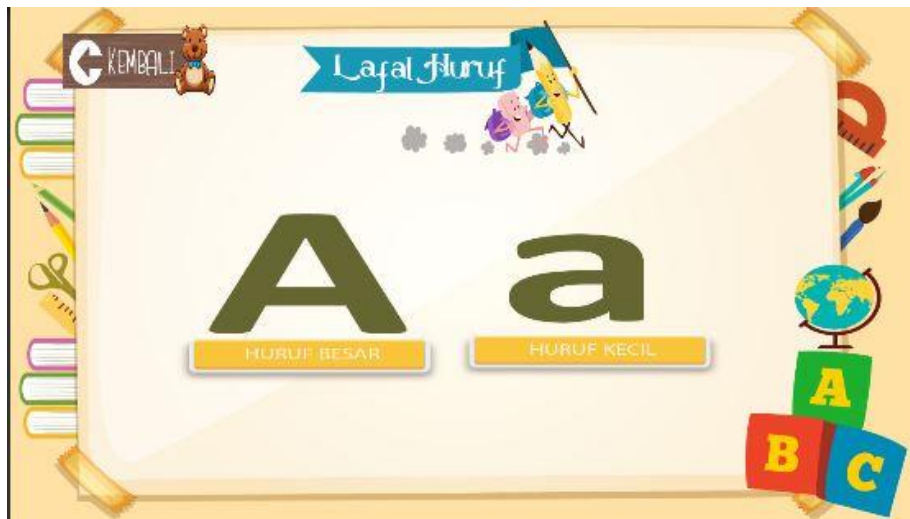 KEMBALI
Lafal Huruf
A a
HURUF BESAR
HURUF KECIL
A
B C